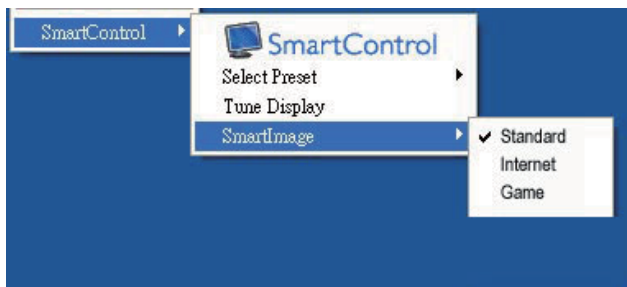 SmartControl
SmartControl
Select Preset
Tune Display
SmartImage
Standard
Internet
Game